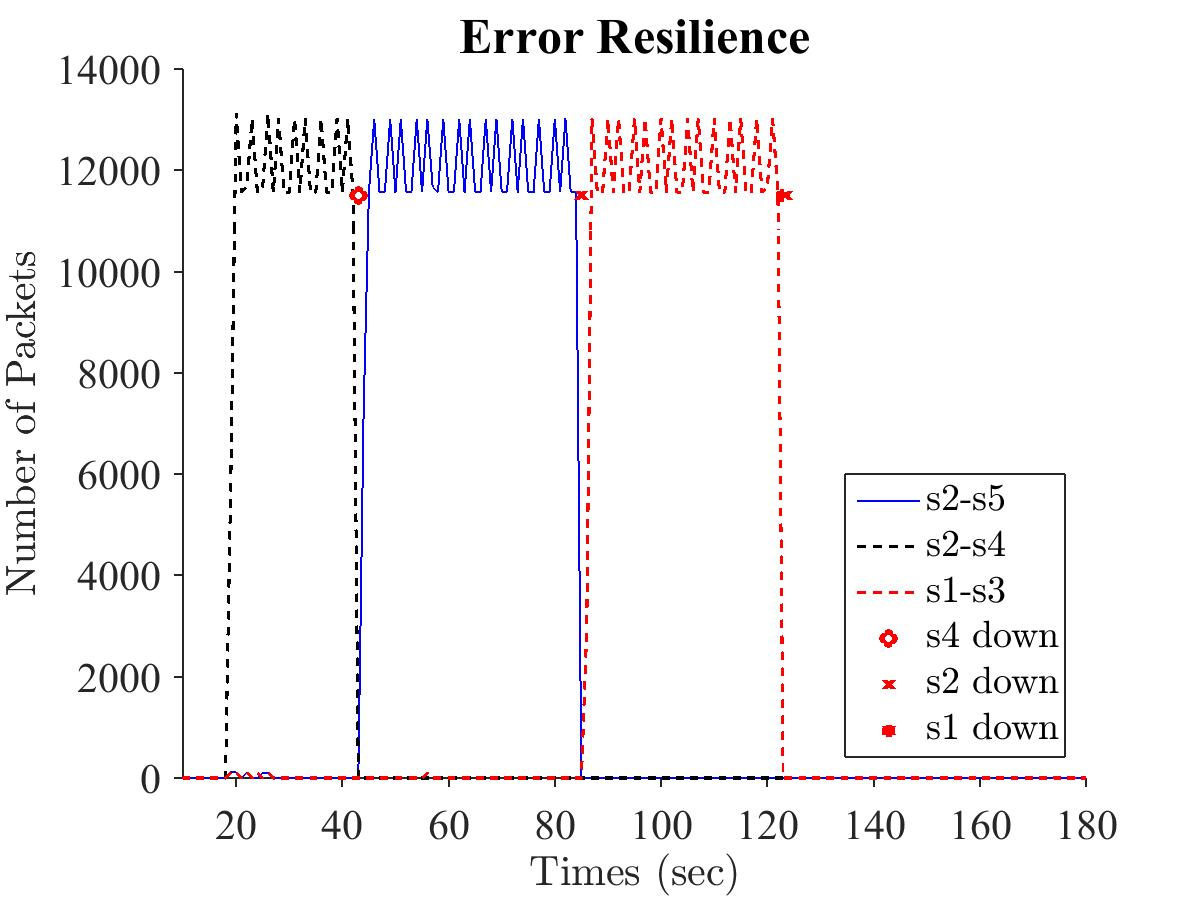 Error Resilience
14000
12000
10000
8000
6000
4000
2000
0
Number of Packets
20 40 60 80 100 120 140 160 180
Times (sec)
s2-s5
s2-s4
s1-s3
s4 down
s2 down
s1 down